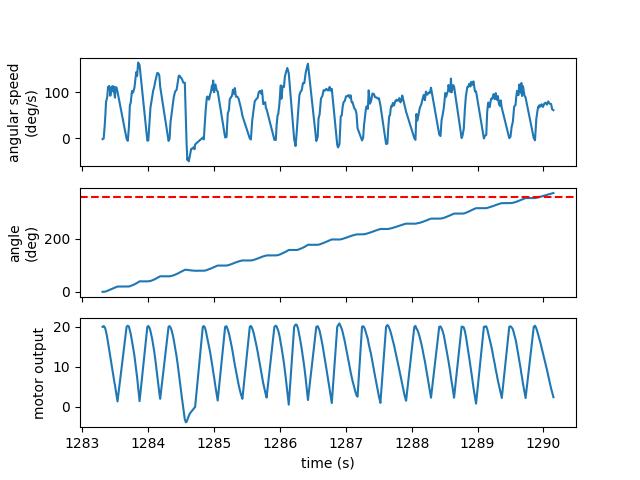 angular speed
(deg/s)
100
0
angle
(deg)
200
0
motor output
20
10
0
1283 1284 1285 1286 1287 1288 1289 1290
time (s)